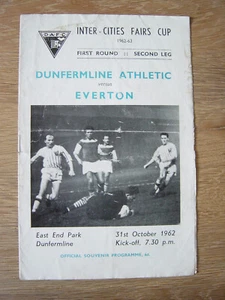 D.A.F.C.
INTER-CITIES FAIRS CUP
1962-63
FIRST ROUND :: SECOND LEG
DUNFERMLINE ATHLETIC
versus
EVERTON
East End Park
Dunfermline
31st October 1962
Kick-off. 7.30 p.m.
OFFICIAL SOUVENIR PROGRAMME, 6d.